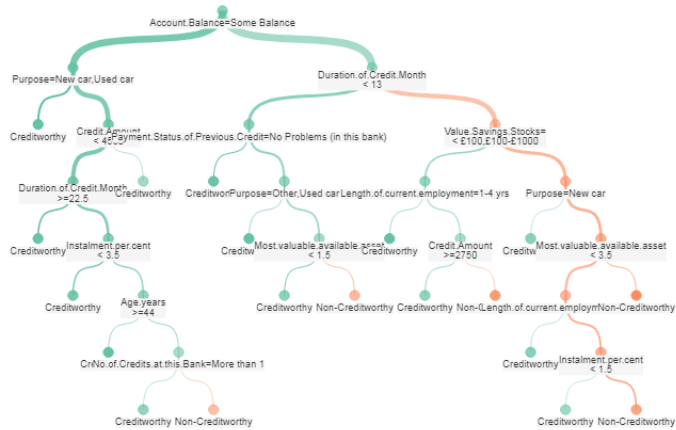 Account.Balance=Some Balance
Purpose=New car,Used car
Duration.of.Credit.Month
< 13
Creditworthy
Credit.Amount
Payment.Status.of.Previous.Credit=No Problems (in this bank)
Value.Savings.Stocks=
< £100,£100-£1000
Duration.of.Credit.Month
>=22.5
Creditworthy
Purpose=Other,Used car
Length.of.current.employment=1-4 yrs
Purpose=New car
Creditworthy
Instalment.per.cent
< 3.5
Most.valuable.available.asset
< 1.5
Credit.Amount
>=2750
Most.valuable.available.asset
< 3.5
Creditworthy
Age.years
>=44
Creditworthy
Non-Creditworthy
Creditworthy
Length.of.current.employm
Non-Creditworthy
No.of.Credits.at.this.Bank=More than 1
Creditworthy
Instalment.per.cent
< 1.5
Creditworthy
Non-Creditworthy
Creditworthy
Non-Creditworthy